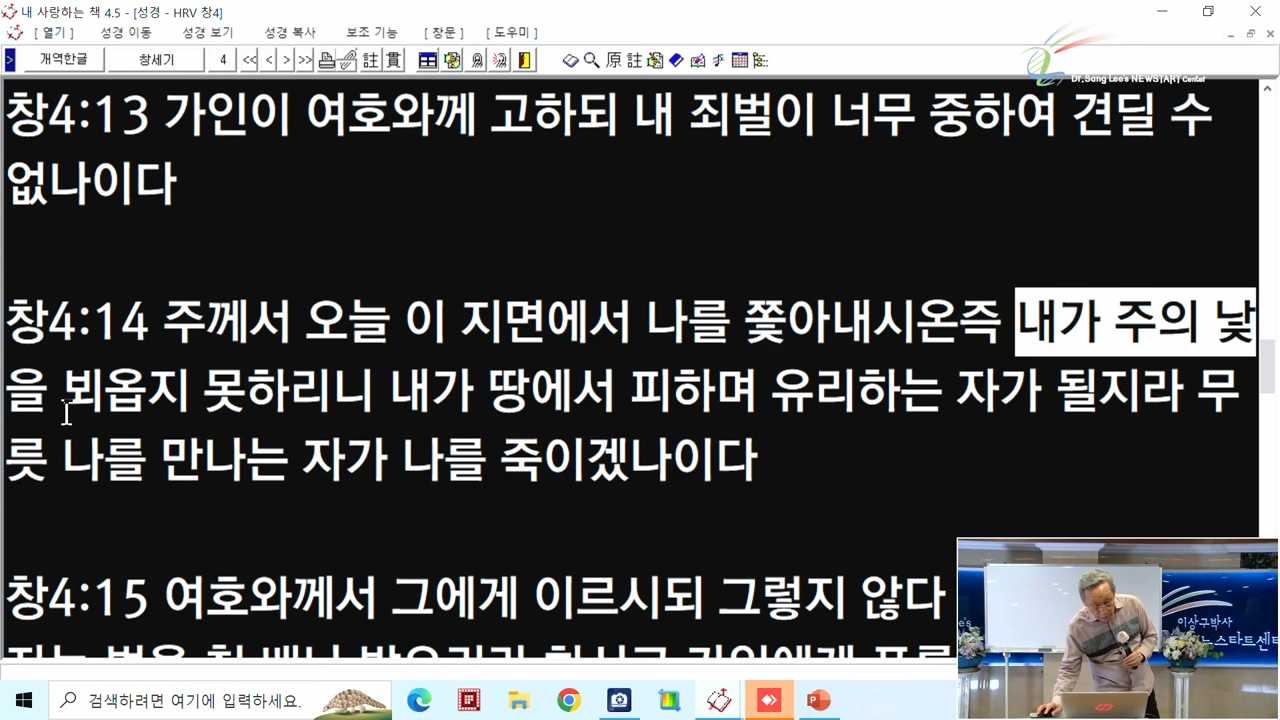 내 사랑하는 책 4.5 - [성경 - HRV 창4]
[ 열기 ] 성경 이동 성경 보기 성경 복사 보조 기능 [ 창문 ] [ 도우미 ]
개역한글 창세기 4 << < > >> 註 貫 原 註
Dr.Sang Lee's NEWSTART Center
창4:13 가인이 여호와께 고하되 내 죄벌이 너무 중하여 견딜 수
없나이다
창4:14 주께서 오늘 이 지면에서 나를 쫓아내시온즉 내가 주의 낯
을 뵈옵지 못하리니 내가 땅에서 피하며 유리하는 자가 될지라 무
릇 나를 만나는 자가 나를 죽이겠나이다
창4:15 여호와께서 그에게 이르시되 그렇지 않다
이상구박사
스타트센터
검색하려면 여기에 입력하세요.